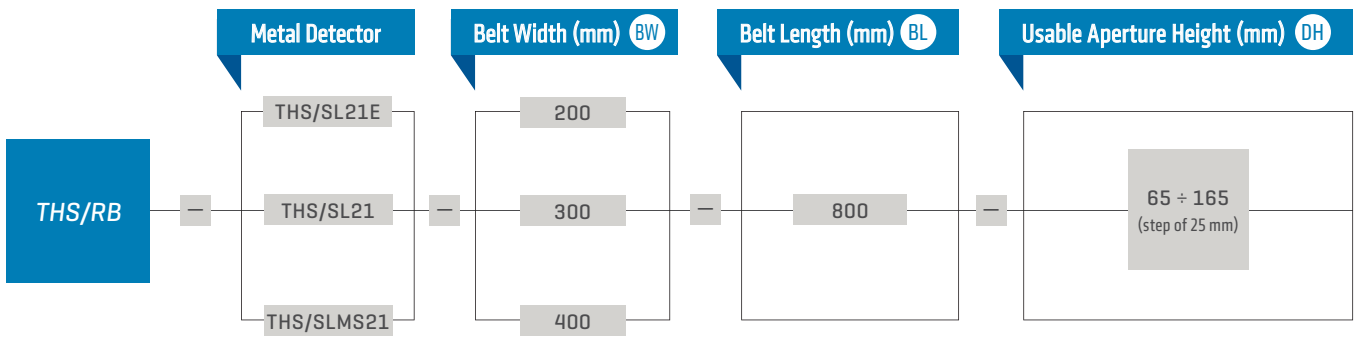 Metal Detector
Belt Width (mm) BW
Belt Length (mm) BL
Usable Aperture Height (mm) DH
THS/RB
—
THS/SL21E
THS/SL21
THS/SLMS21
—
200
300
400
—
800
—
65 ÷ 165
(step of 25 mm)